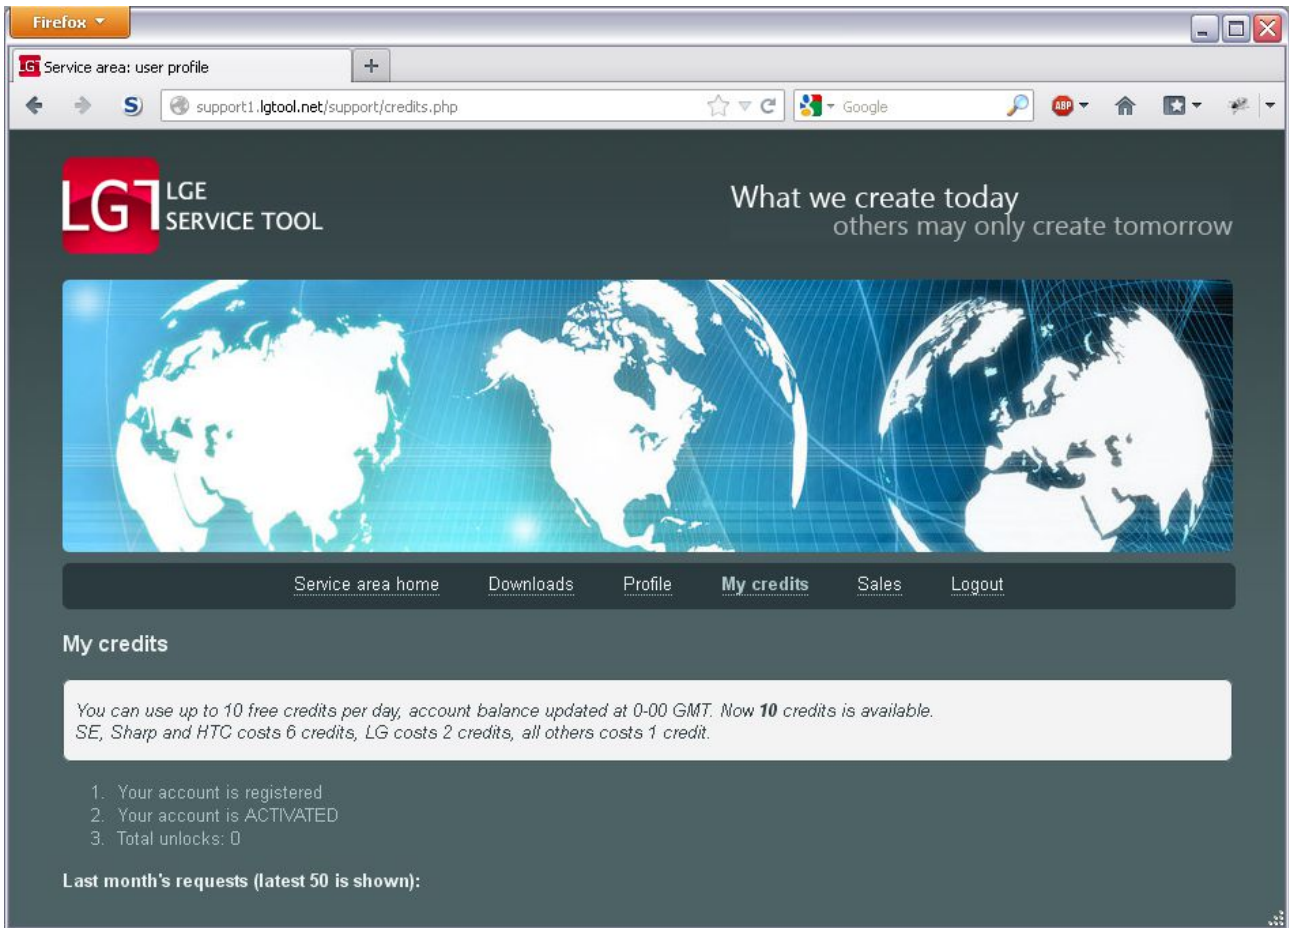 Firefox
LGT Service area: user profile
S support1.lgtool.net/support/credits.php Google ABP
LGT LGE
SERVICE TOOL
What we create today
others may only create tomorrow
Service area home Downloads Profile My credits Sales Logout
My credits
You can use up to 10 free credits per day, account balance updated at 0-00 GMT. Now 10 credits is available.
SE, Sharp and HTC costs 6 credits, LG costs 2 credits, all others costs 1 credit.
1. Your account is registered
2. Your account is ACTIVATED
3. Total unlocks: 0
Last month's requests (latest 50 is shown):